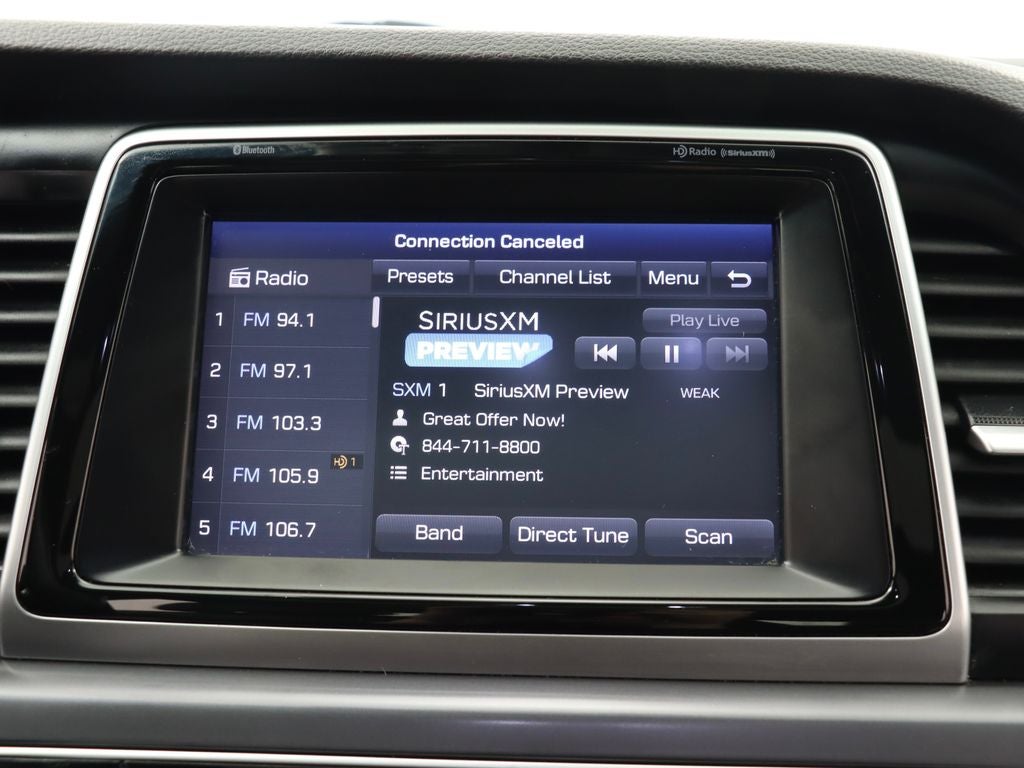 Bluetooth
HD Radio ((SiriusXM))
Connection Canceled
Radio
Presets
Channel List
Menu
1 FM 94.1
2 FM 97.1
3 FM 103.3
4 FM 105.9 HD 1
5 FM 106.7
SIRIUSXM
PREVIEW
Play Live
SXM 1 SiriusXM Preview WEAK
Great Offer Now!
844-711-8800
Entertainment
Band
Direct Tune
Scan